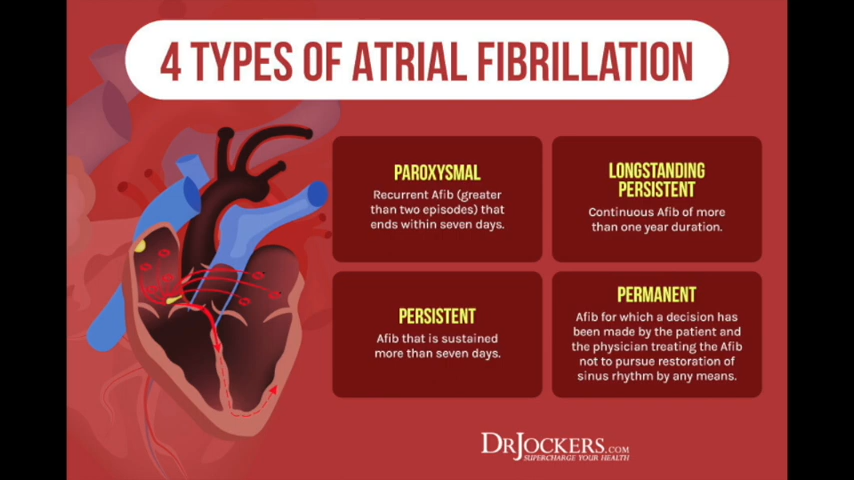 4 TYPES OF ATRIAL FIBRILLATION
PAROXYSMAL
Recurrent Afib (greater
than two episodes) that
ends within seven days.
LONGSTANDING
PERSISTENT
Continuous Afib of more
than one year duration.
PERSISTENT
Afib that is sustained
more than seven days.
PERMANENT
Afib for which a decision has
been made by the patient and
the physician treating the Afib
not to pursue restoration of
sinus rhythm by any means.
DRJOCKERS.COM
SUPERCHARGE YOUR HEALTH